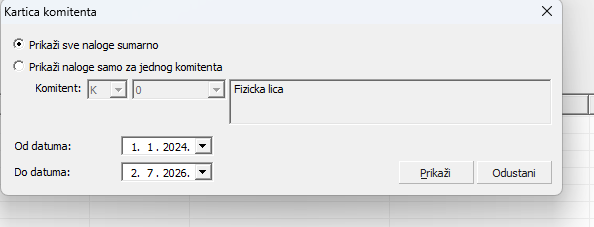 Kartica komitenta
Prikaži sve naloge sumarno
Prikaži naloge samo za jednog komitenta
Komitent: K 0 Fizicka lica
Od datuma: 1. 1. 2024.
Do datuma: 2. 7. 2026. Prikaži Odustani